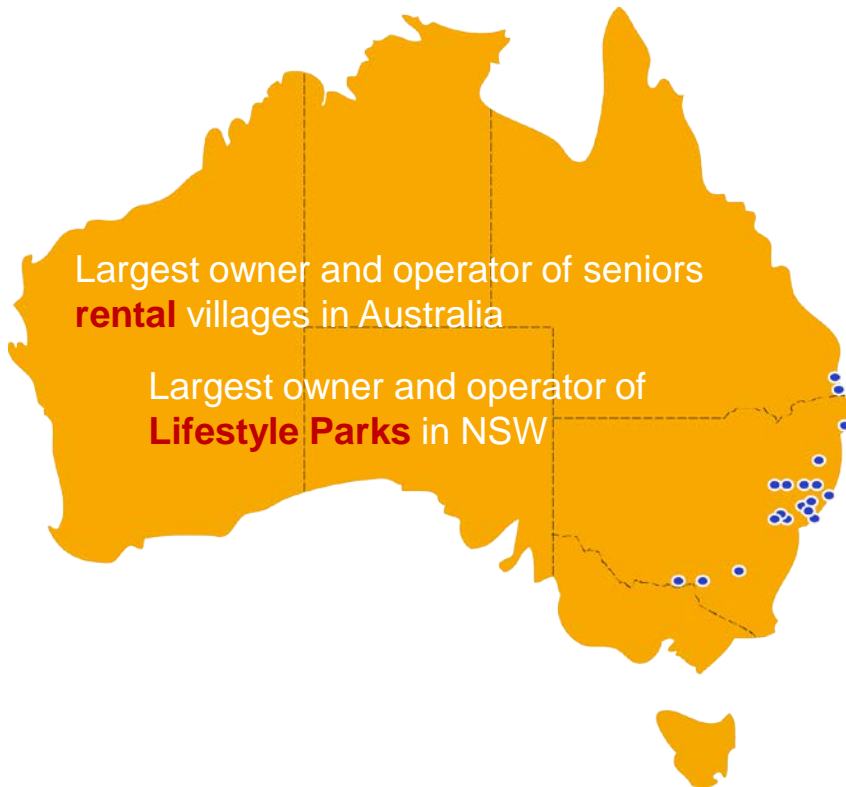 Largest owner and operator of seniors
rental villages in Australia
Largest owner and operator of
Lifestyle Parks in NSW